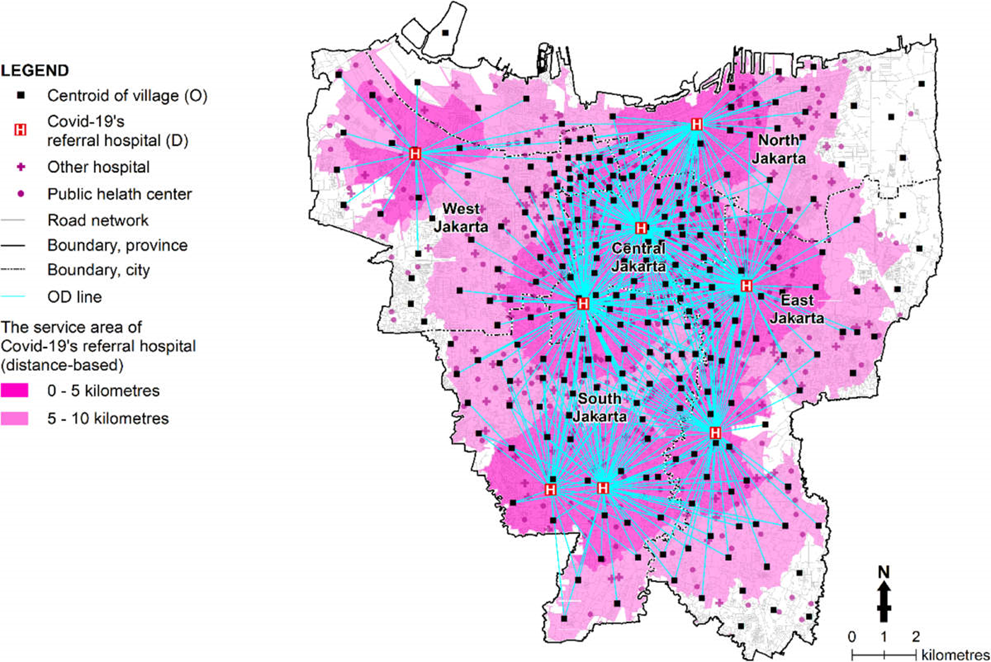 LEGEND
Centroid of village (O)
H
Covid-19's
referral hospital (D)
Other hospital
Public helath center
Road network
Boundary, province
Boundary, city
OD line
The service area of
Covid-19's referral hospital
(distance-based)
0 - 5 kilometres
5 - 10 kilometres
H
H
North
Jakarta
West
Jakarta
H
Central
Jakarta
H
East
Jakarta
H
South
Jakarta
H
H
H
N
0 1 2
kilometres